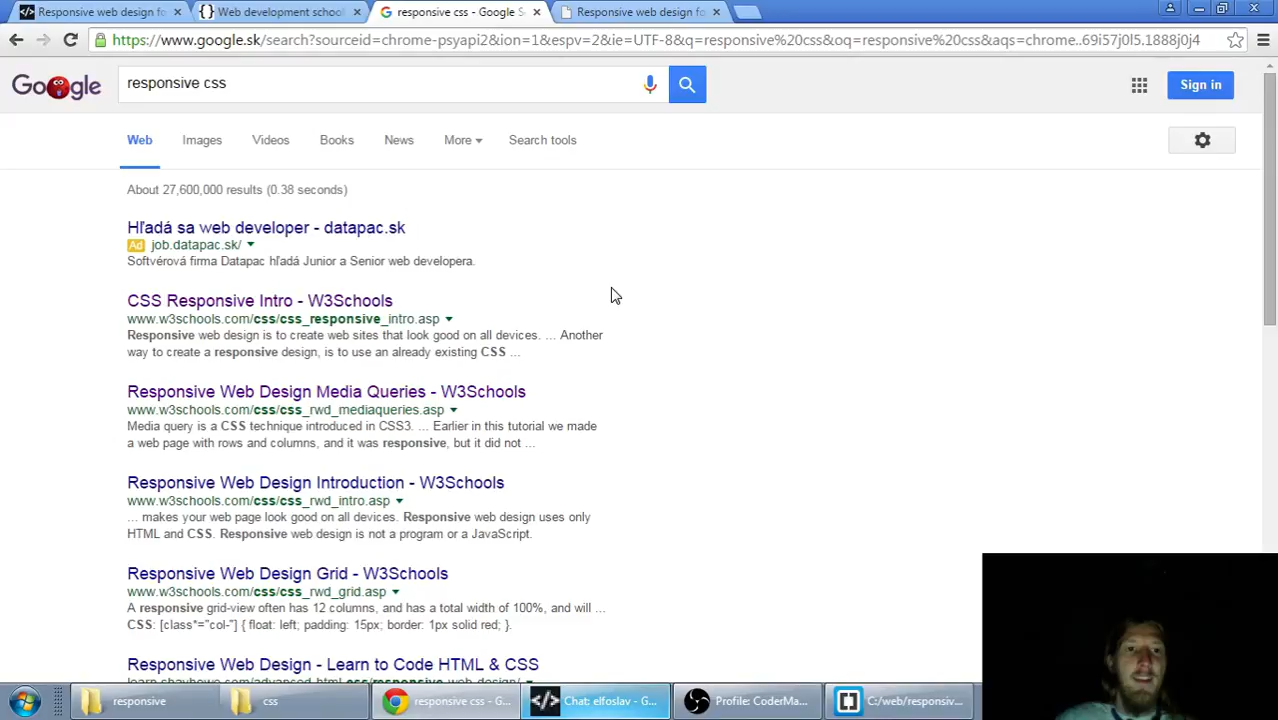 Responsive web design fo
Web development school
responsive css - Google S
Responsive web design fo
https://www.google.sk/search?sourceid=chrome-psyapi2&ion=1&espv=2&ie=UTF-8&q=responsive%20css&oq=responsive%20css&aqs=chrome..69i57j0l5.1888j0j4
Google
responsive css
Sign in
Web
Images
Videos
Books
News
More
Search tools
About 27,600,000 results (0.38 seconds)
Hľadá sa web developer - datapac.sk
Ad job.datapac.sk/
Softvérová firma Datapac hľadá Junior a Senior web developera.
CSS Responsive Intro - W3Schools
www.w3schools.com/css/css_responsive_intro.asp
Responsive web design is to create web sites that look good on all devices. ... Another
way to create a responsive design, is to use an already existing CSS ...
Responsive Web Design Media Queries - W3Schools
www.w3schools.com/css/css_rwd_mediaqueries.asp
Media query is a CSS technique introduced in CSS3. ... Earlier in this tutorial we made
a web page with rows and columns, and it was responsive, but it did not ...
Responsive Web Design Introduction - W3Schools
www.w3schools.com/css/css_rwd_intro.asp
... makes your web page look good on all devices. Responsive web design uses only
HTML and CSS. Responsive web design is not a program or a JavaScript.
Responsive Web Design Grid - W3Schools
www.w3schools.com/css/css_rwd_grid.asp
A responsive grid-view often has 12 columns, and has a total width of 100%, and will ...
CSS: [class*="col-"] { float: left; padding: 15px; border: 1px solid red; }.
Responsive Web Design - Learn to Code HTML & CSS
learn.shayhowe.com/advanced-html-css/responsive-web-design/
responsive
css
responsive css - G...
Chat: elfoslav - G...
Profile: CoderMa...
C:/web/responsiv...